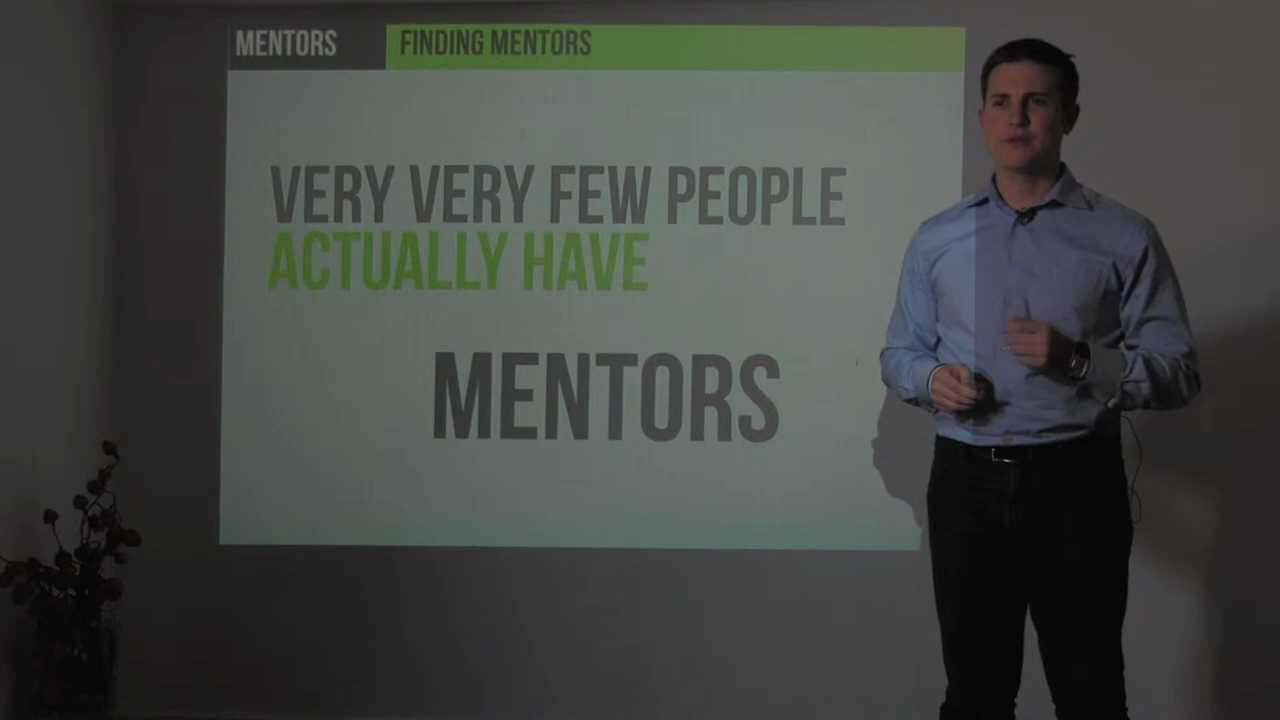 MENTORS
FINDING MENTORS
VERY VERY FEW PEOPLE
ACTUALLY HAVE
MENTORS